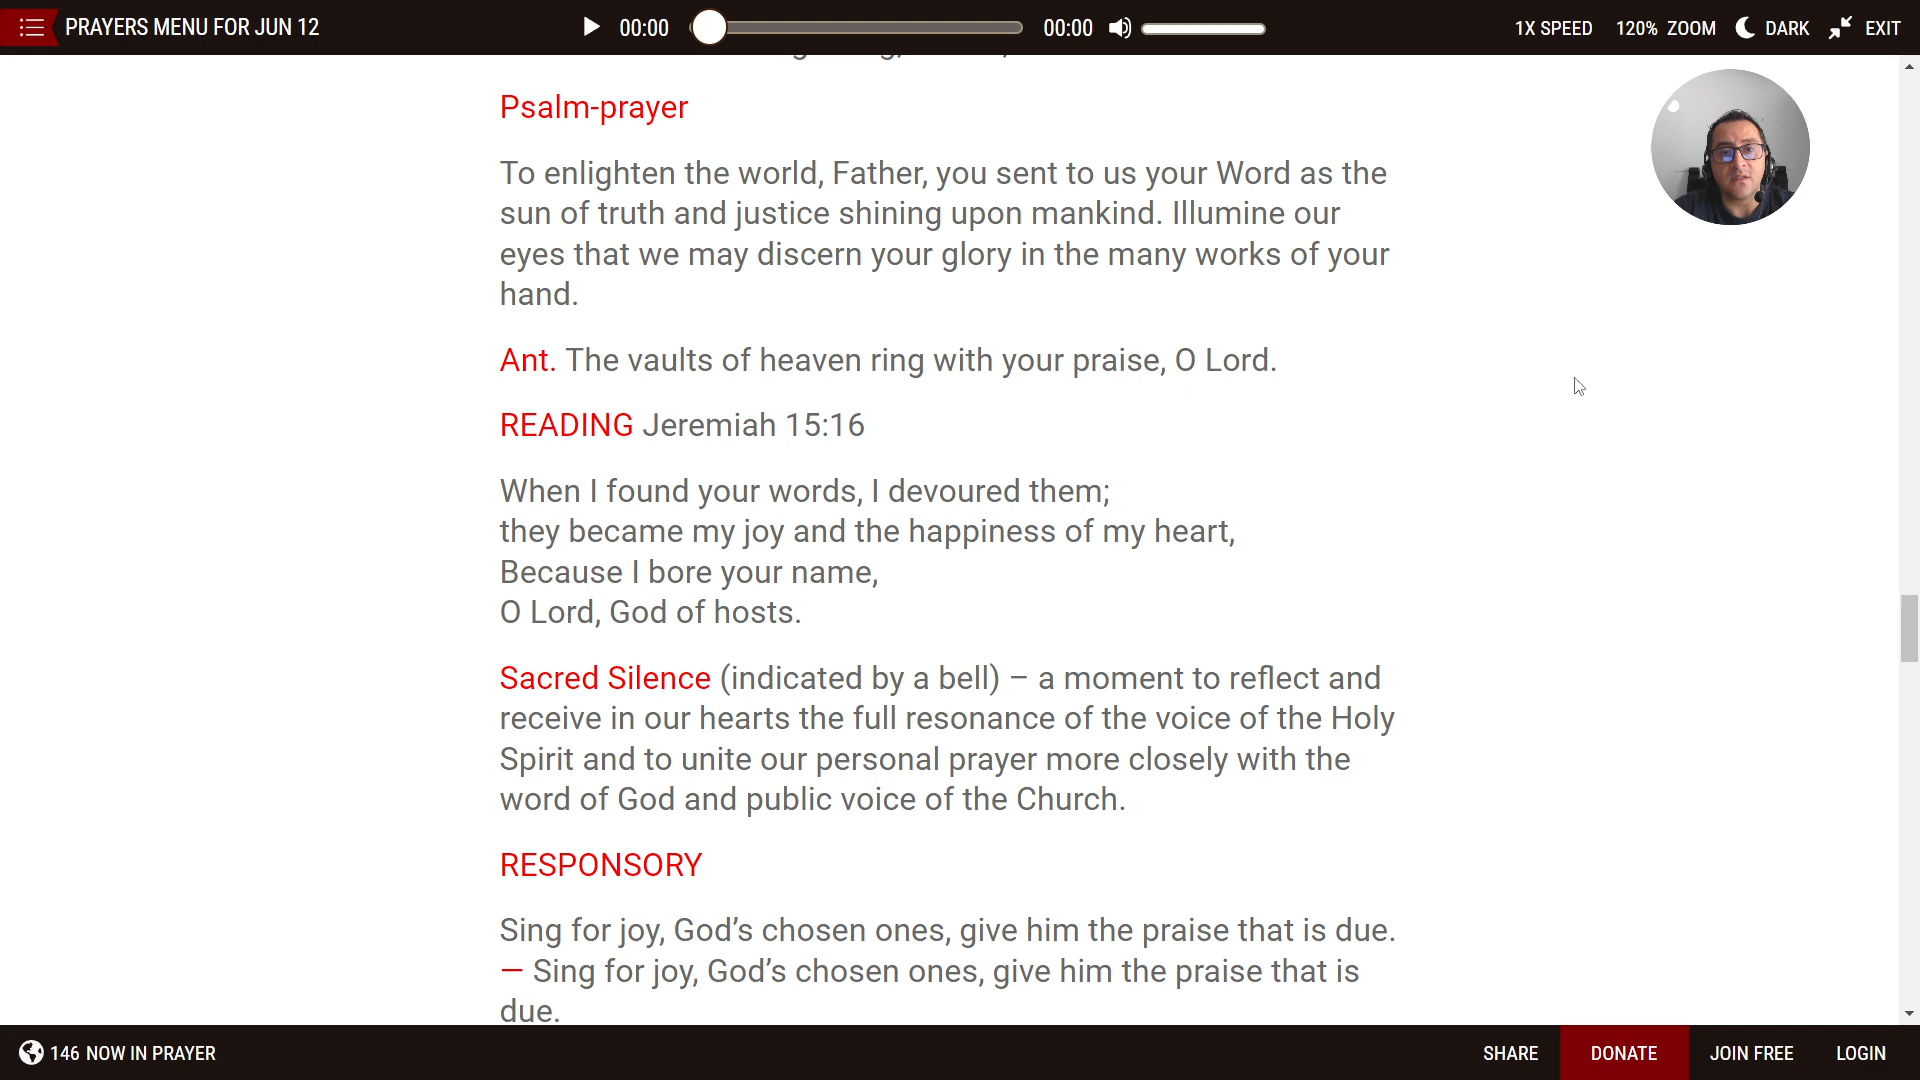 PRAYERS MENU FOR JUN 12
00:00
00:00
1X SPEED
120% ZOOM
DARK
EXIT
Psalm-prayer
To enlighten the world, Father, you sent to us your Word as the
sun of truth and justice shining upon mankind. Illumine our
eyes that we may discern your glory in the many works of your
hand.
Ant. The vaults of heaven ring with your praise, O Lord.
READING Jeremiah 15:16
When I found your words, I devoured them;
they became my joy and the happiness of my heart,
Because I bore your name,
O Lord, God of hosts.
Sacred Silence (indicated by a bell) – a moment to reflect and
receive in our hearts the full resonance of the voice of the Holy
Spirit and to unite our personal prayer more closely with the
word of God and public voice of the Church.
RESPONSORY
Sing for joy, God’s chosen ones, give him the praise that is due.
— Sing for joy, God’s chosen ones, give him the praise that is
due.
146 NOW IN PRAYER
SHARE
DONATE
JOIN FREE
LOGIN